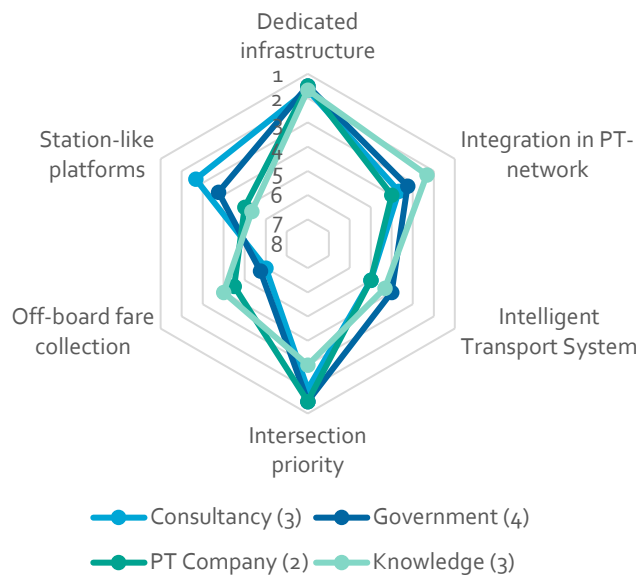 Dedicated
infrastructure
1
2
3
4
5
6
7
8
Station-like
platforms
Integration in PT-
network
Off-board fare
collection
Intelligent
Transport System
Intersection
priority
Consultancy (3)
Government (4)
PT Company (2)
Knowledge (3)